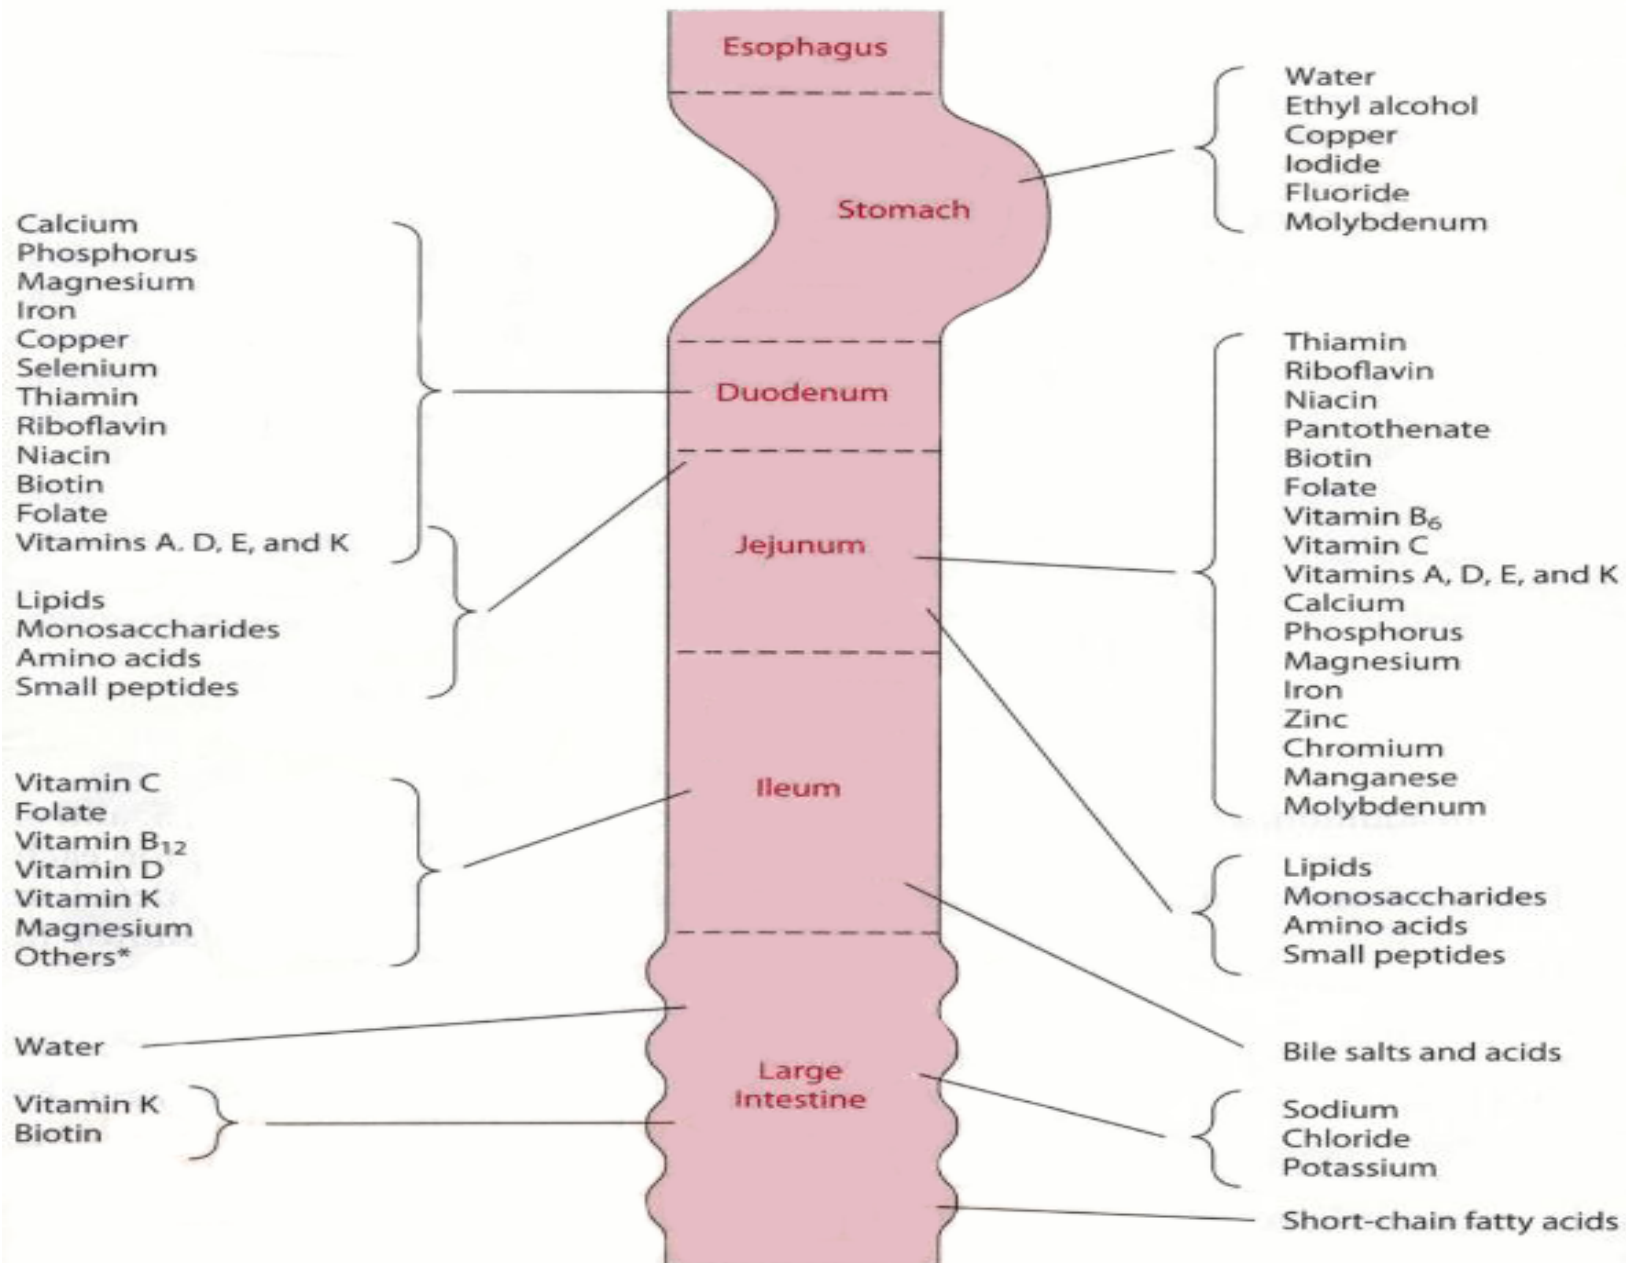 Esophagus
Water
Ethyl alcohol
Copper
Iodide
Fluoride
Molybdenum
Stomach
Calcium
Phosphorus
Magnesium
Iron
Copper
Selenium
Thiamin
Riboflavin
Niacin
Biotin
Folate
Vitamins A. D, E, and K
Duodenum
Lipids
Monosaccharides
Amino acids
Small peptides
Jejunum
Thiamin
Riboflavin
Niacin
Pantothenate
Biotin
Folate
Vitamin B₆
Vitamin C
Vitamins A, D, E, and K
Calcium
Phosphorus
Magnesium
Iron
Zinc
Chromium
Manganese
Molybdenum
Lipids
Monosaccharides
Amino acids
Small peptides
Vitamin C
Folate
Vitamin B₁₂
Vitamin D
Vitamin K
Magnesium
Others*
Ileum
Bile salts and acids
Water
Vitamin K
Biotin
Large
Intestine
Sodium
Chloride
Potassium
Short-chain fatty acids